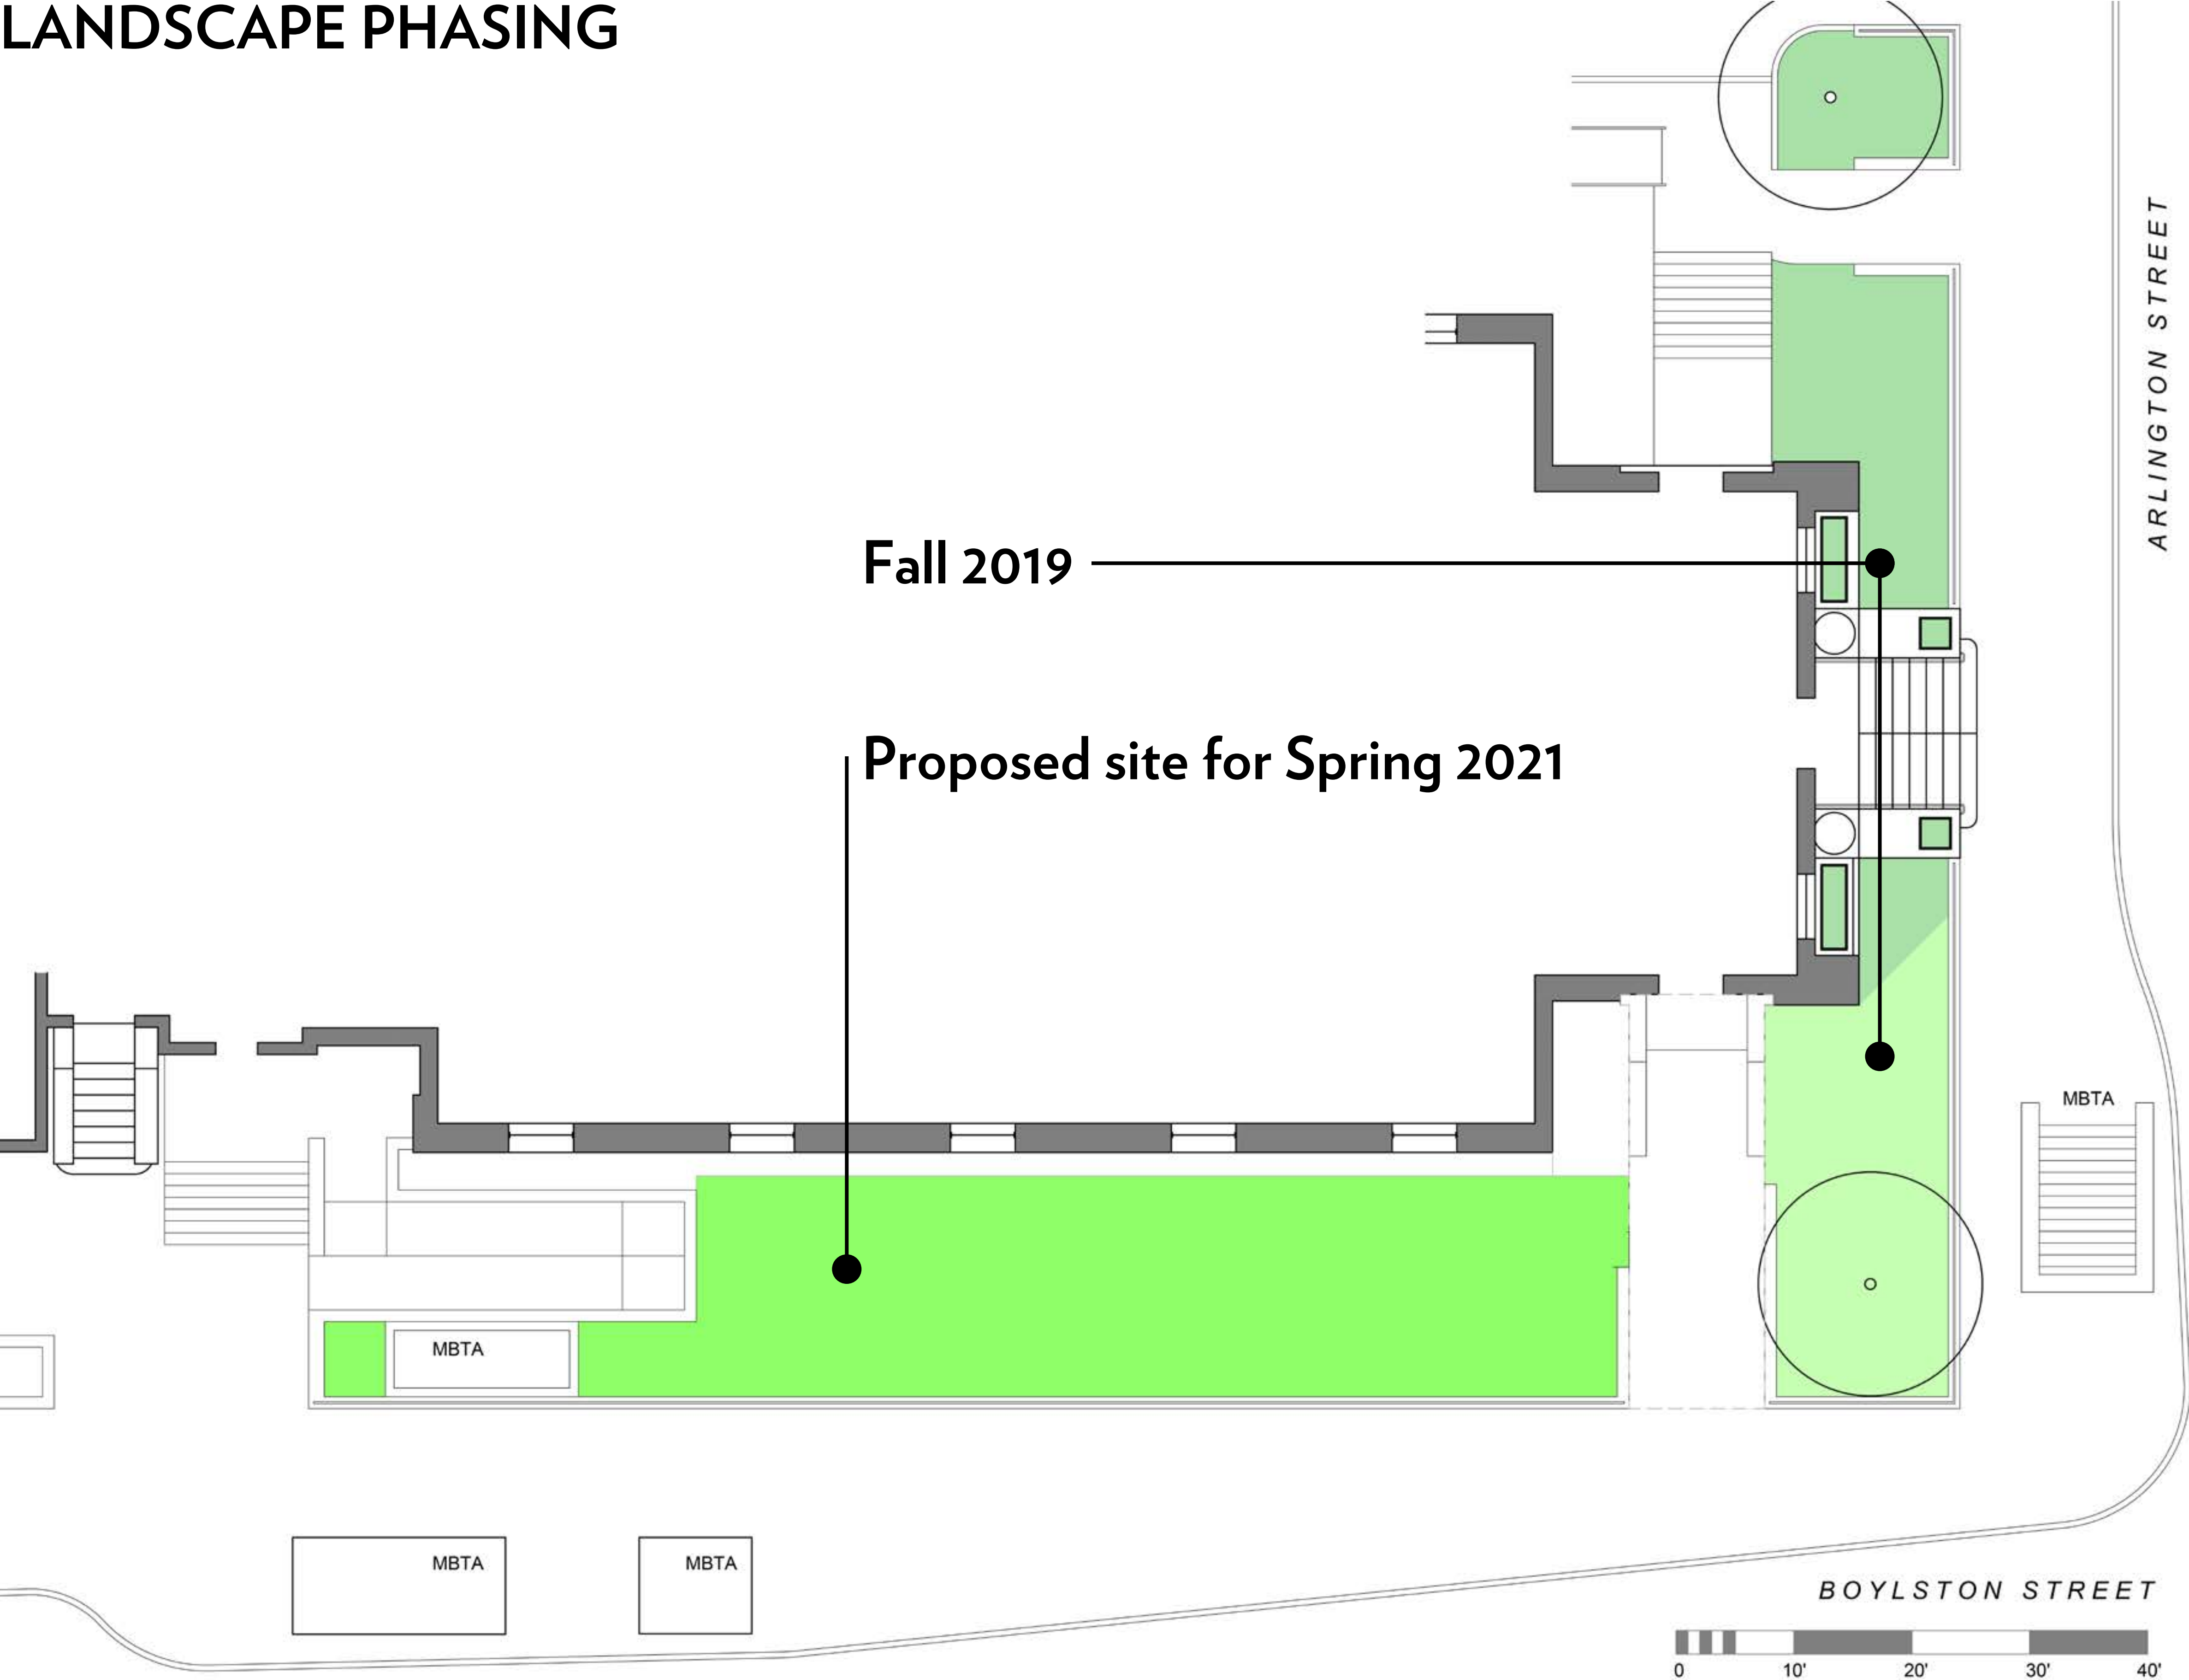 LANDSCAPE PHASING
ARLINGTON STREET
Fall 2019
Proposed site for Spring 2021
MBTA
MBTA
MBTA
MBTA
BOYLSTON STREET
0 10' 20' 30' 40'